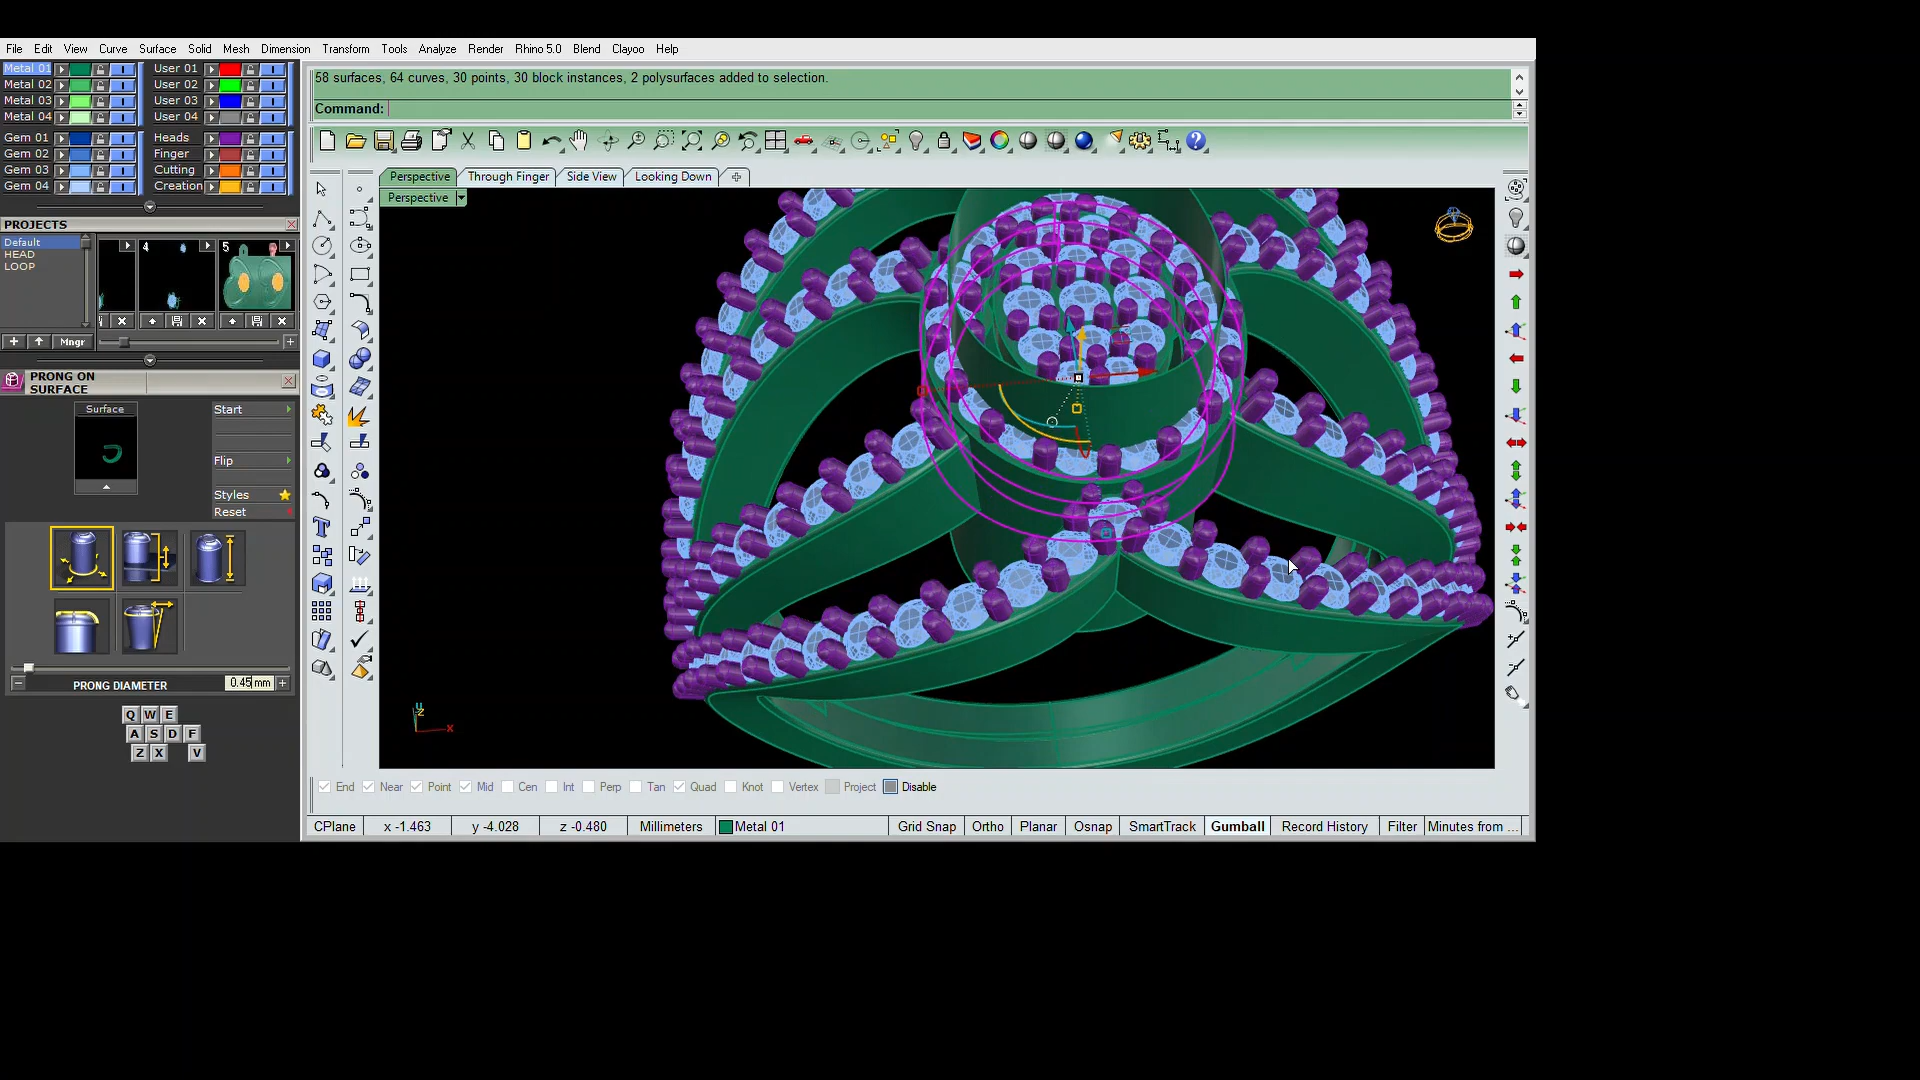 File Edit View Curve Surface Solid Mesh Dimension Transform Tools Analyze Render Rhino 5.0 Blend Clayoo Help
Metal 01 User 01
Metal 02 User 02
Metal 03 User 03
Metal 04 User 04
Gem 01 Heads
Gem 02 Finger
Gem 03 Cutting
Gem 04 Creation
58 surfaces, 64 curves, 30 points, 30 block instances, 2 polysurfaces added to selection.
Command:
Perspective Through Finger Side View Looking Down
Perspective
PROJECTS
Default
HEAD
LOOP
4 5
Mngr
PRONG ON
SURFACE
Surface
Start
Flip
Styles
Reset
PRONG DIAMETER 0.45 mm
Q W E
A S D F
Z X V
z
x
End Near Point Mid Cen Int Perp Tan Quad Knot Vertex Project Disable
CPlane x -1.463 y -4.028 z -0.480 Millimeters Metal 01 Grid Snap Ortho Planar Osnap SmartTrack Gumball Record History Filter Minutes from ...